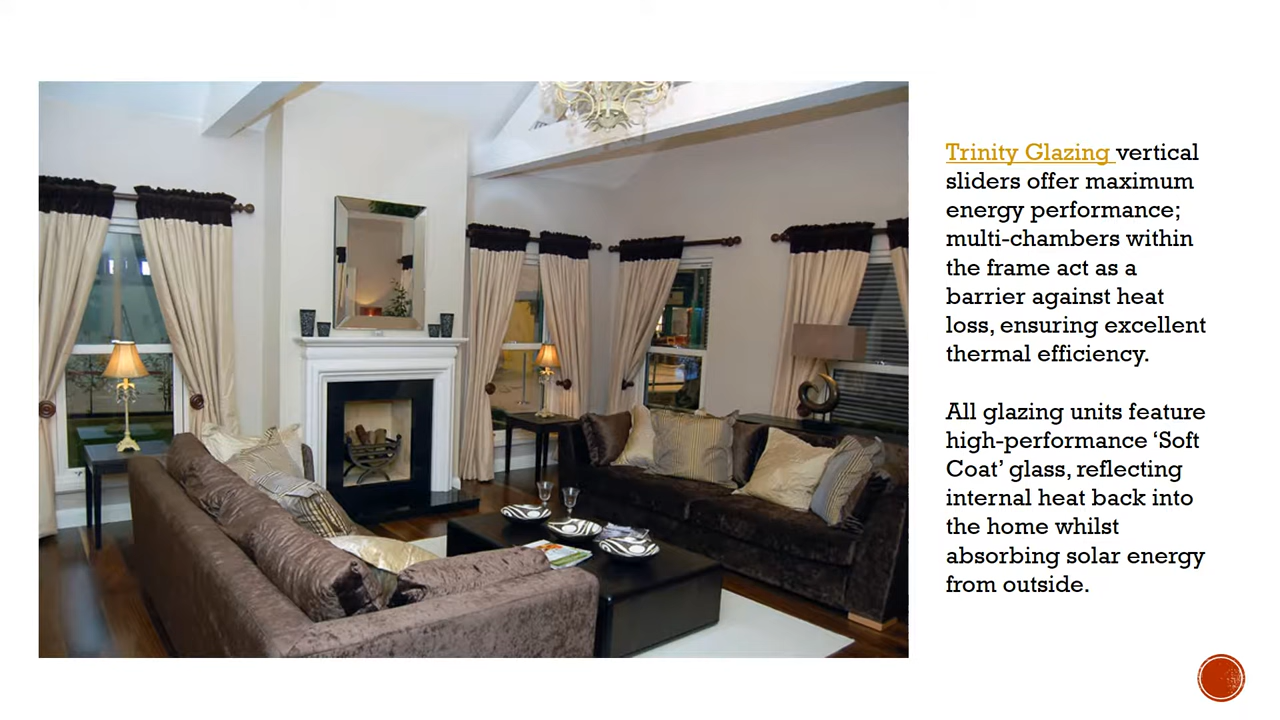 Trinity Glazing vertical
sliders offer maximum
energy performance;
multi-chambers within
the frame act as a
barrier against heat
loss, ensuring excellent
thermal efficiency.
All glazing units feature
high-performance ‘Soft
Coat’ glass, reflecting
internal heat back into
the home whilst
absorbing solar energy
from outside.